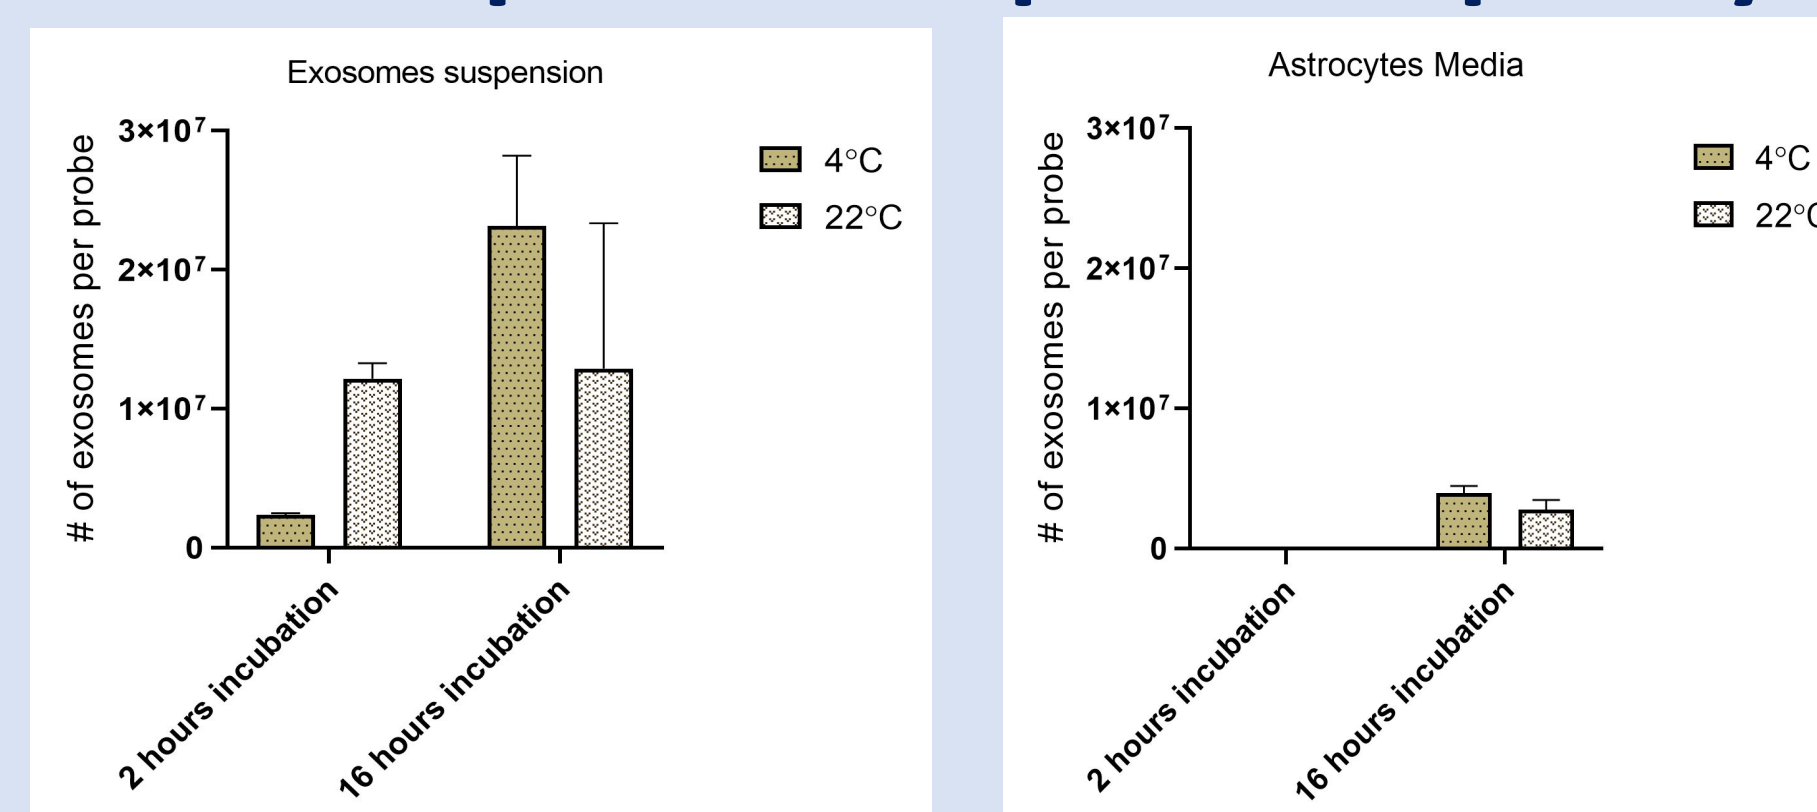 Exosomes suspension
# of exosomes per probe
3×10⁷
2×10⁷
1×10⁷
0
4°C
22°C
2 hours incubation
16 hours incubation
Astrocytes Media
# of exosomes per probe
3×10⁷
2×10⁷
1×10⁷
0
4°C
22°
2 hours incubation
16 hours incubation